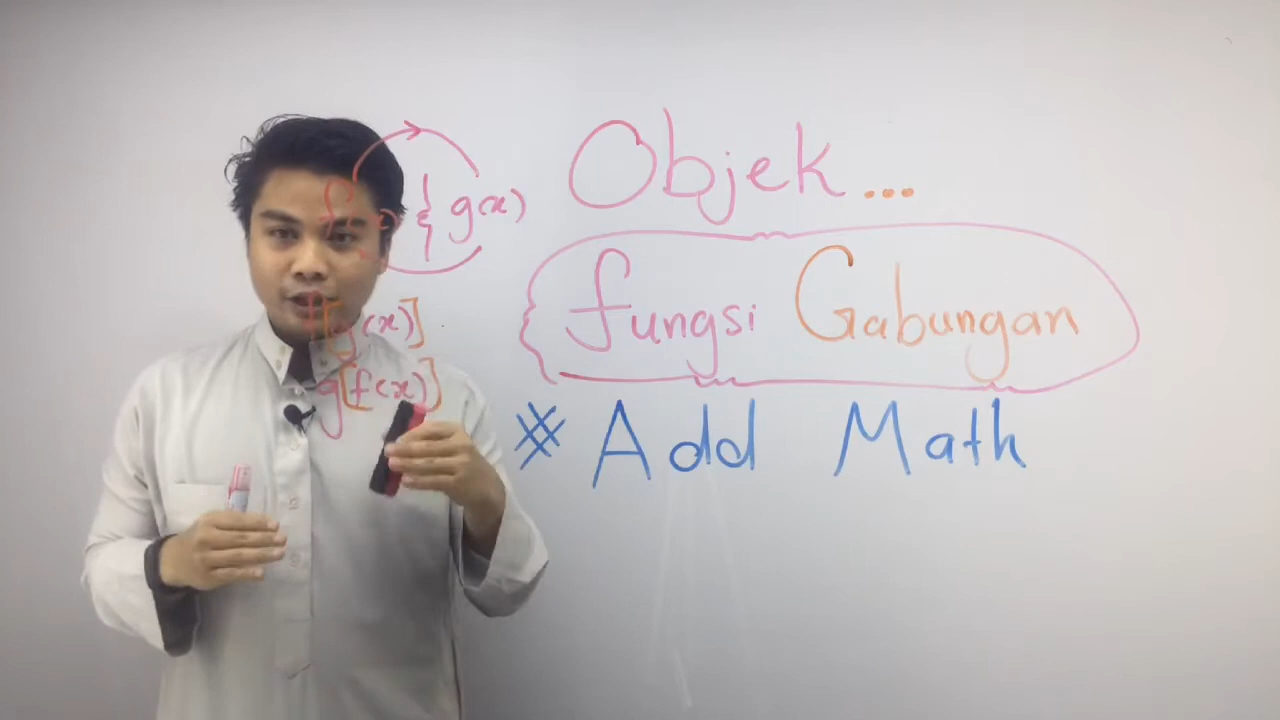 Objek...
f(x) & g(x)
Fungsi Gabungan
f[g(x)]
g[f(x)]
# Add Math